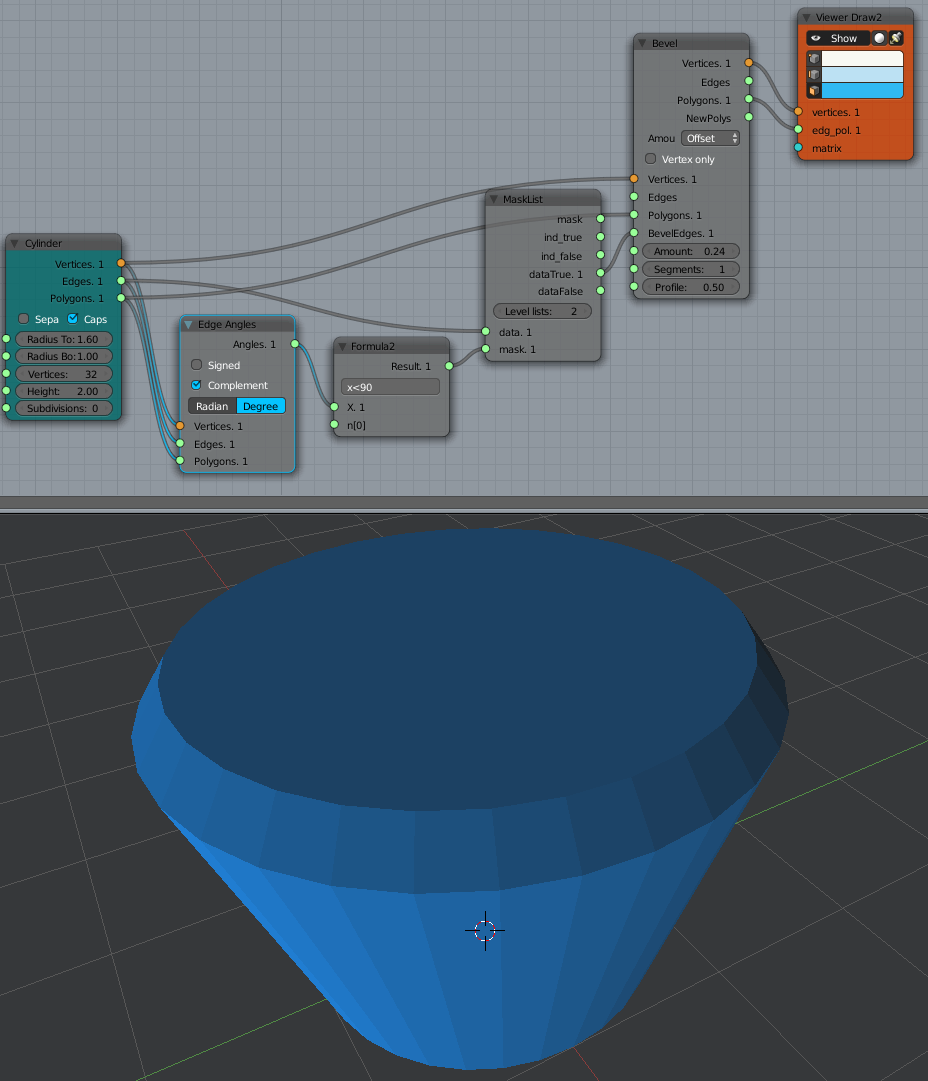 Viewer Draw2
Show
vertices. 1
edg_pol. 1
matrix
Bevel
Vertices. 1
Edges
Polygons. 1
NewPolys
Amou Offset
Vertex only
Vertices. 1
Edges
Polygons. 1
BevelEdges. 1
Amount: 0.24
Segments: 1
Profile: 0.50
MaskList
mask
ind_true
ind_false
dataTrue. 1
dataFalse
Level lists: 2
data. 1
mask. 1
Cylinder
Vertices. 1
Edges. 1
Polygons. 1
Sepa Caps
Radius To: 1.60
Radius Bo: 1.00
Vertices: 32
Height: 2.00
Subdivisions: 0
Edge Angles
Angles. 1
Signed
Complement
Radian Degree
Vertices. 1
Edges. 1
Polygons. 1
Formula2
Result. 1
x<90
X. 1
n[0]